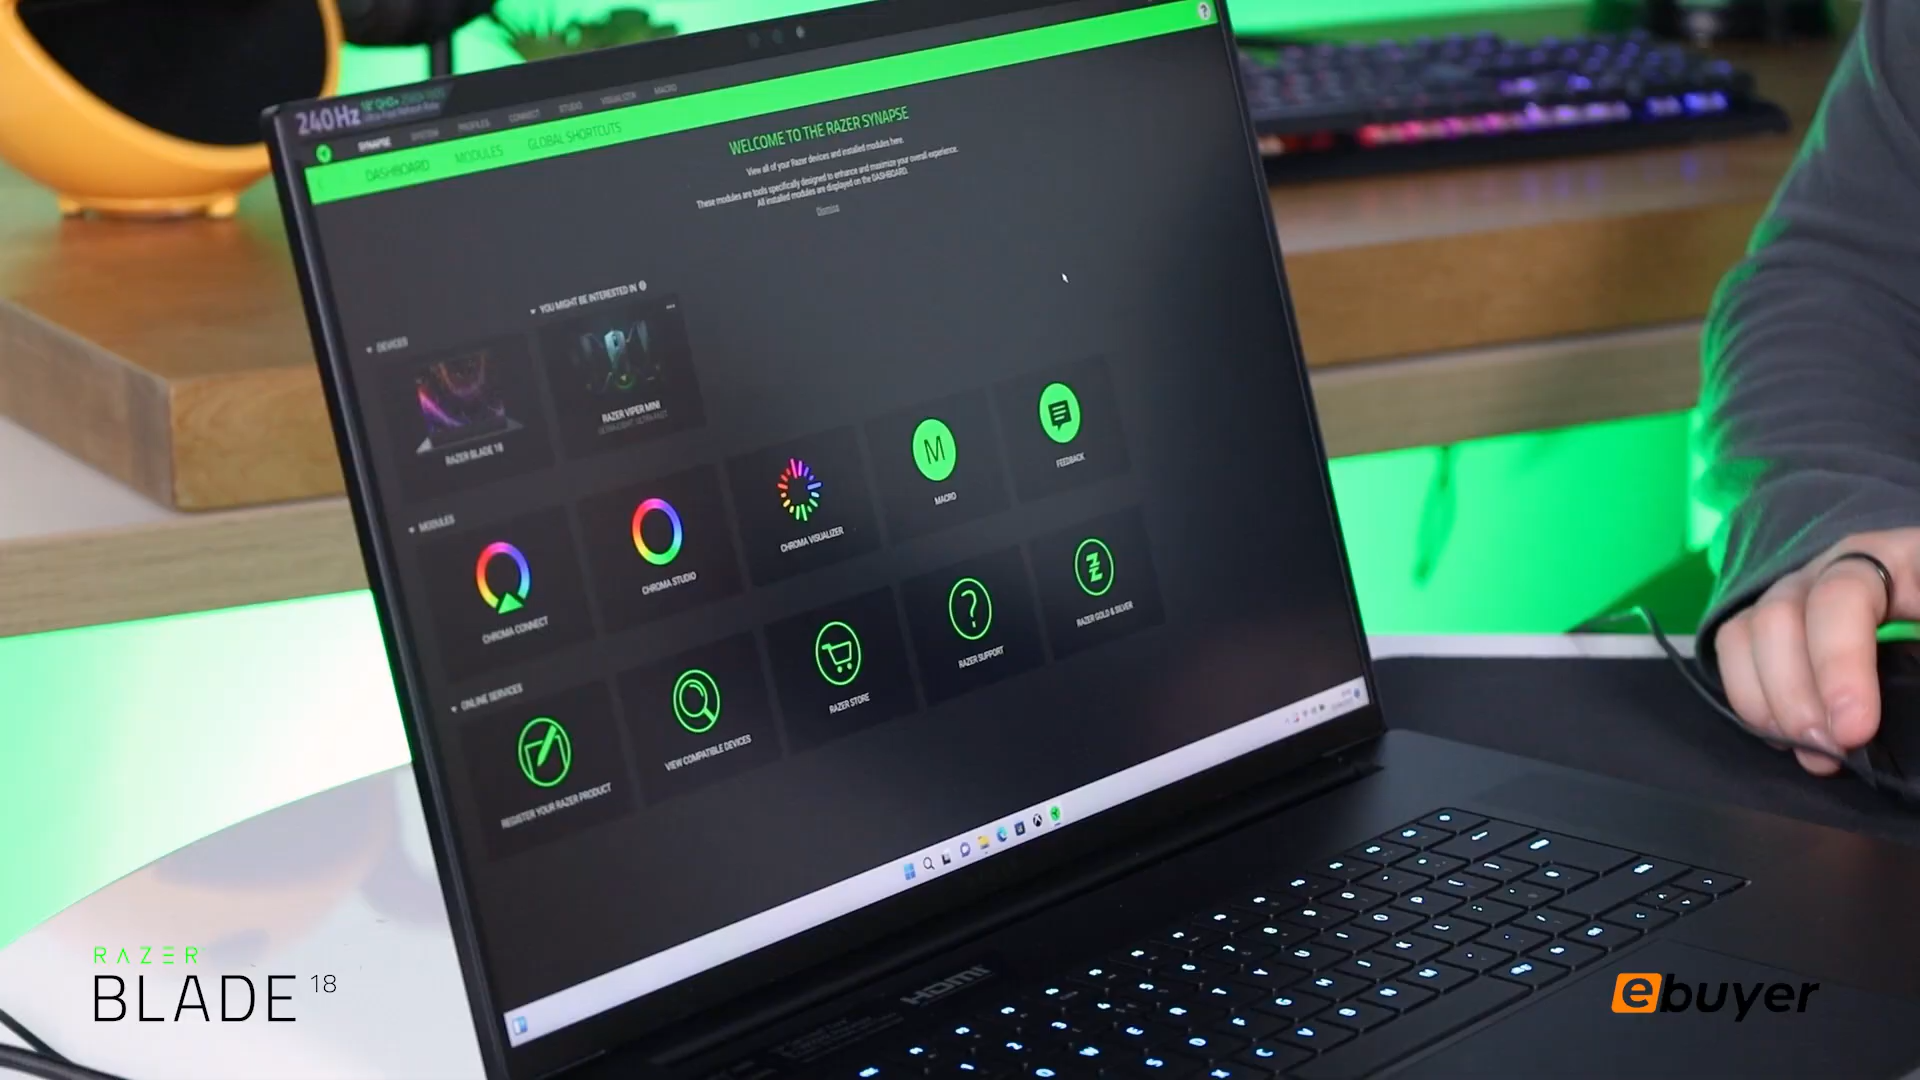 240Hz 18" QHD+ 2560x1600
SYNAPSE SYSTEM PROFILES CONNECT STUDIO VISUALIZER MACRO
DASHBOARD MODULES GLOBAL SHORTCUTS
?
WELCOME TO THE RAZER SYNAPSE
View all of your Razer devices and installed modules here.
These modules are tools specifically designed to enhance and maximize your overall experience.
All installed modules are displayed on the DASHBOARD.
Dismiss
DEVICES
YOU MIGHT BE INTERESTED IN
RAZER BLADE 18
RAZER VIPER MINI
MODULES
CHROMA CONNECT
CHROMA STUDIO
CHROMA VISUALIZER
M
MACRO
FEEDBACK
ONLINE SERVICES
REGISTER YOUR RAZER PRODUCT
VIEW COMPATIBLE DEVICES
RAZER STORE
?
RAZER SUPPORT
RAZER GOLD & SILVER
HDMI
RAZER
BLADE 18
ebuyer